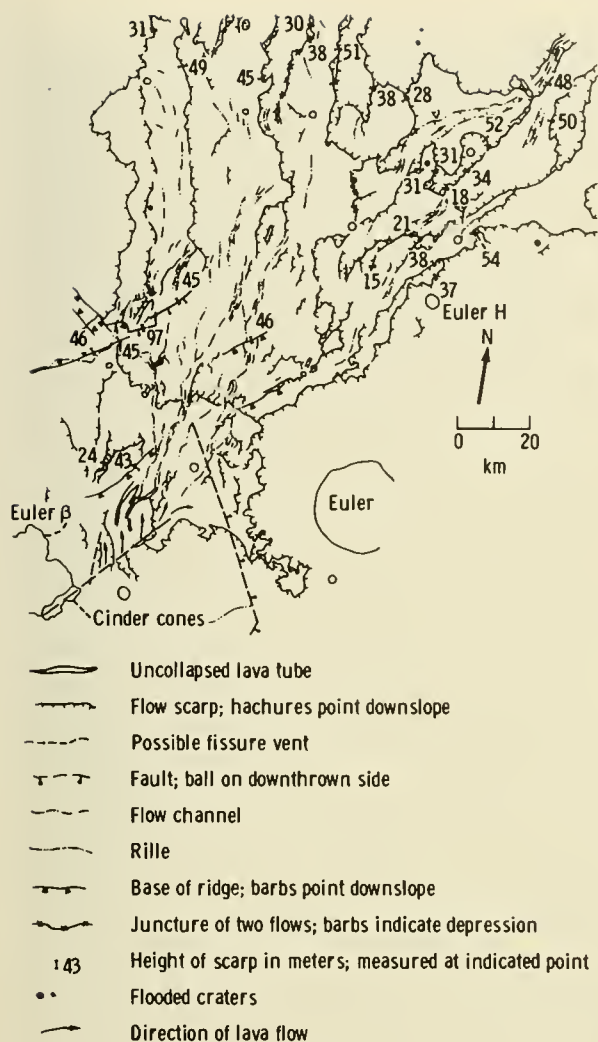 31
30
38
51
49
45
38
28
48
50
52
31
31
34
18
21
38
54
15
37
45
Euler H
N
46
97
46
45
0 20
km
24
43
Euler β
Euler
Cinder cones
Uncollapsed lava tube
Flow scarp; hachures point downslope
Possible fissure vent
Fault; ball on downthrown side
Flow channel
Rille
Base of ridge; barbs point downslope
Juncture of two flows; barbs indicate depression
43 Height of scarp in meters; measured at indicated point
Flooded craters
Direction of lava flow